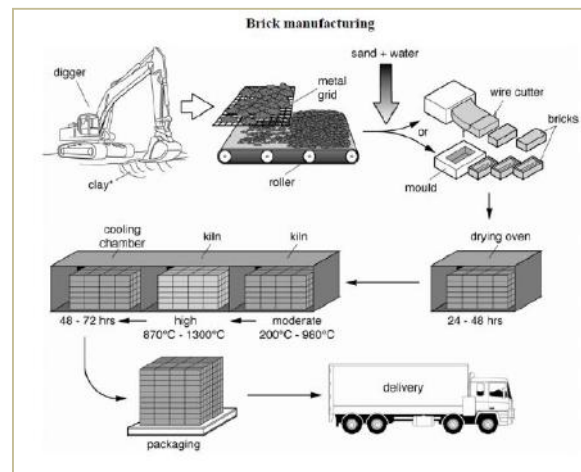 Brick manufacturing
digger
clay*
metal
grid
roller
sand + water
or
wire cutter
bricks
mould
drying oven
24 - 48 hrs
cooling
chamber
kiln
kiln
48 - 72 hrs
high
870°C - 1300°C
moderate
200°C - 980°C
packaging
delivery